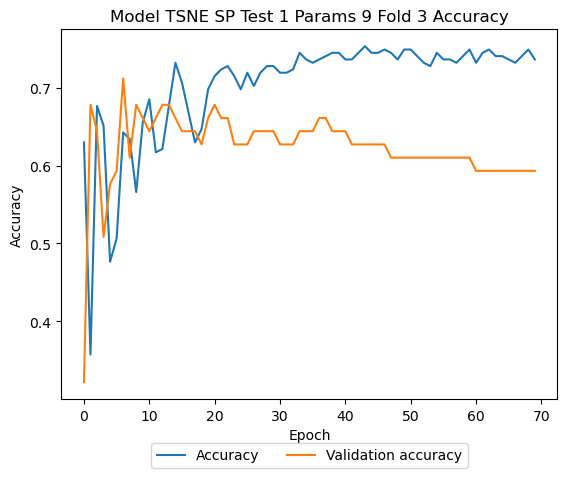 Model TSNE SP Test 1 Params 9 Fold 3 Accuracy
0.7
0.6
0.5
0.4
Accuracy
0 10 20 30 40 50 60 70
Epoch
Accuracy Validation accuracy